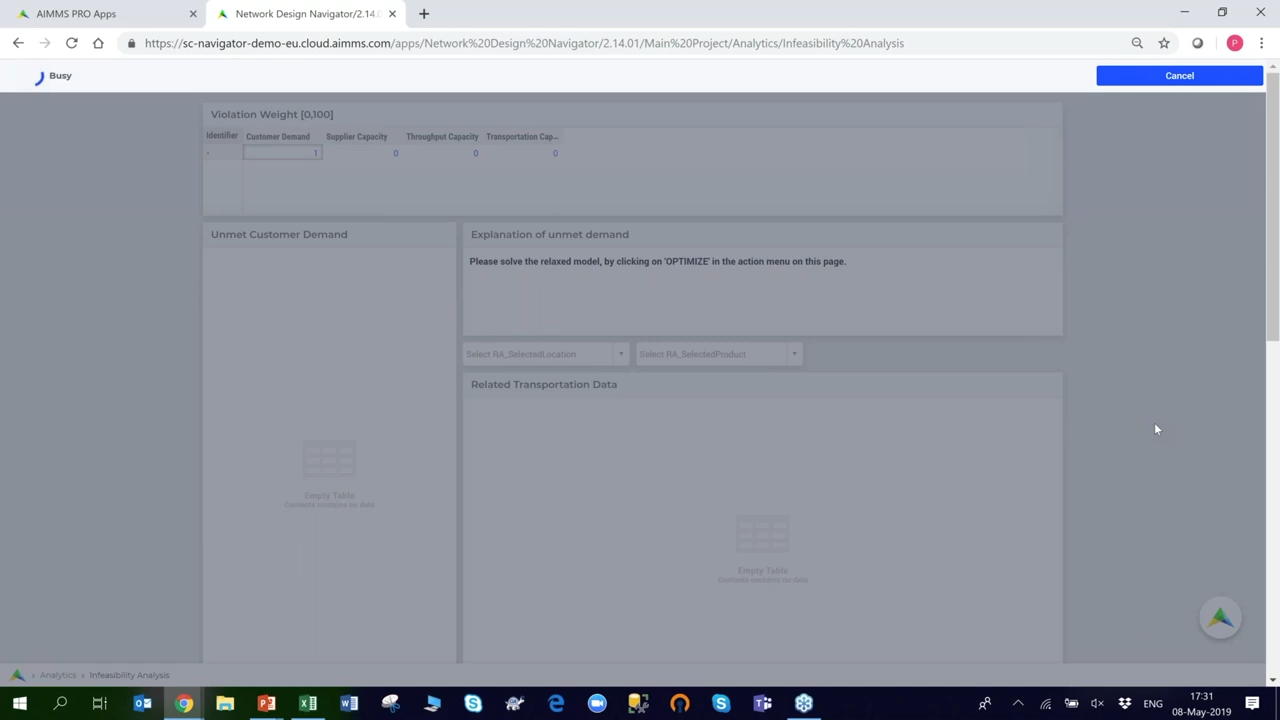 AIMMS PRO Apps
Network Design Navigator/2.14.0
https://sc-navigator-demo-eu.cloud.aimms.com/apps/Network%20Design%20Navigator/2.14.01/Main%20Project/Analytics/Infeasibility%20Analysis
P
Busy
Cancel
Violation Weight [0,100]
Identifier Customer Demand Supplier Capacity Throughput Capacity Transportation Cap...
- 1 0 0 0
Unmet Customer Demand
Explanation of unmet demand
Please solve the relaxed model, by clicking on 'OPTIMIZE' in the action menu on this page.
Select RA_SelectedLocation
Select RA_SelectedProduct
Related Transportation Data
Empty Table
Contents contains no data
Empty Table
Contents contains no data
Analytics > Infeasibility Analysis
ENG
17:31
08-May-2019